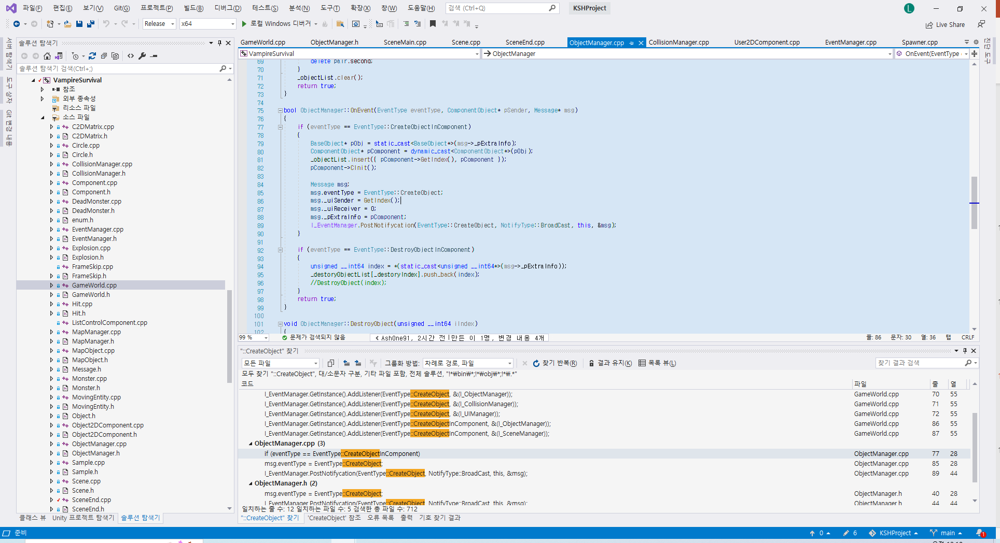 파일(F) 편집(E) 보기(V) Git(G) 프로젝트(P) 빌드(B) 디버그(D) 테스트(S) 분석(N) 도구(T) 확장(X) 창(W) 도움말(H) 검색 (Ctrl+Q) KSHProject L
Release x64 로컬 Windows 디버거 Live Share
서버 탐색기
도구 상자
Git 변경 내용
솔루션 탐색기
솔루션 탐색기 검색(Ctrl+;)
VampireSurvival
참조
외부 종속성
리소스 파일
소스 파일
C2DMatrix.cpp
C2DMatrix.h
Circle.cpp
Circle.h
CollisionManager.cpp
CollisionManager.h
Component.cpp
Component.h
DeadMonster.cpp
DeadMonster.h
enum.h
EventManager.cpp
EventManager.h
Explosion.cpp
Explosion.h
FrameSkip.cpp
FrameSkip.h
GameWorld.cpp
GameWorld.h
Hit.cpp
Hit.h
ListControlComponent.cpp
MapManager.cpp
MapManager.h
MapObject.cpp
MapObject.h
Message.h
Monster.cpp
Monster.h
MovingEntity.cpp
MovingEntity.h
Object.h
Object2DComponent.cpp
Object2DComponent.h
ObjectManager.cpp
ObjectManager.h
Sample.cpp
Sample.h
Scene.cpp
Scene.h
SceneEnd.cpp
SceneEnd.h
클래스 뷰 Unity 프로젝트 탐색기 솔루션 탐색기
GameWorld.cpp ObjectManager.h SceneMain.cpp Scene.cpp SceneEnd.cpp ObjectManager.cpp CollisionManager.cpp User2DComponent.cpp EventManager.cpp Spawner.cpp
진단 도구
VampireSurvival ObjectManager OnEvent(EventType
69 delete pair.second;
70 }
71 _objectList.clear();
72 return true;
73 }
74
75 bool ObjectManager::OnEvent(EventType eventType, ComponentObject* pSender, Message* msg)
76 {
77 if (eventType == EventType::CreateObjectInComponent)
78 {
79 BaseObject* pObj = static_cast<BaseObject*>(msg->_pExtraInfo);
80 ComponentObject* pComponent = dynamic_cast<ComponentObject*>(pObj);
81 _objectList.insert({ pComponent->GetIndex(), pComponent });
82 pComponent->CInit();
83
84 Message msg;
85 msg.eventType = EventType::CreateObject;
86 msg._uiSender = GetIndex();
87 msg._uiReceiver = 0;
88 msg._pExtraInfo = pComponent;
89 I_EventManager.PostNotifycation(EventType::CreateObject, NotifyType::BroadCast, this, &msg);
90 }
91
92 if (eventType == EventType::DestroyObjectInComponent)
93 {
94 unsigned __int64 index = *(static_cast<unsigned __int64*>(msg->_pExtraInfo));
95 _destoryObjectList[_destoryIndex].push_back(index);
96 //DestroyObject(index);
97 }
98 return true;
99 }
100
101 void ObjectManager::DestroyObject(unsigned __int64 iIndex)
102 {
99 % 문제가 검색되지 않음 AshOne91, 2시간 전|만든 이 1명, 변경 내용 4개 줄: 86 문자: 30 열: 36 탭 CRLF
"::CreateObject" 찾기
모든 파일 그룹화 방법: 차례로 경로, 파일 찾기 반복(R) 결과 유지(K) 목록 뷰(L) 찾기 결과 검색
모두 찾기 "::CreateObject", 대/소문자 구분, 기타 파일 포함, 전체 솔루션, "!*₩bin₩*;!*₩obj₩*;!*₩.*"
코드 파일 줄 열
I_EventManager.GetInstance().AddListener(EventType::CreateObject, &(I_ObjectManager)); GameWorld.cpp 70 55
I_EventManager.GetInstance().AddListener(EventType::CreateObject, &(I_CollisionManager)); GameWorld.cpp 71 55
I_EventManager.GetInstance().AddListener(EventType::CreateObject, &(I_UIManager)); GameWorld.cpp 72 55
I_EventManager.GetInstance().AddListener(EventType::CreateObjectInComponent, &(I_ObjectManager)); GameWorld.cpp 86 55
I_EventManager.GetInstance().AddListener(EventType::CreateObjectInComponent, &(I_SceneManager)); GameWorld.cpp 87 55
ObjectManager.cpp (3)
if (eventType == EventType::CreateObjectInComponent) ObjectManager.cpp 77 28
msg.eventType = EventType::CreateObject; ObjectManager.cpp 85 28
I_EventManager.PostNotifycation(EventType::CreateObject, NotifyType::BroadCast, this, &msg); ObjectManager.cpp 89 44
ObjectManager.h (2)
msg.eventType = EventType::CreateObject; ObjectManager.h 40 28
I_EventManager.PostNotifycation(EventType::CreateObject, NotifyType::BroadCast, this, &msg); ObjectManager.h 44 44
일치하는 줄 수: 12 일치하는 파일 수: 5 검색한 총 파일 수: 712
"::CreateObject" 찾기 'CreateObject' 참조 오류 목록 출력 기호 찾기 결과
준비 0 6 KSHProject main 1